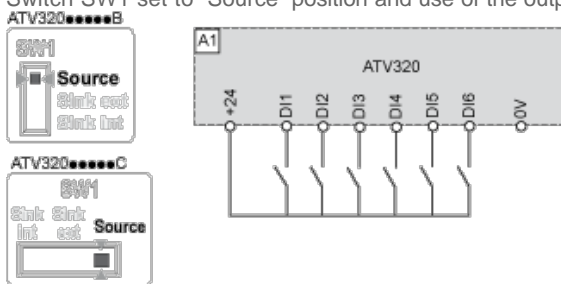 Switch SW1 set to "Source" position and use of the outp
ATV320●●●●●B
SW1
Source
Sink ext
Sink Int
ATV320●●●●●C
SW1
Sink Int
Sink ext
Source
A1
ATV320
+24
DI1
DI2
DI3
DI4
DI5
DI6
0V